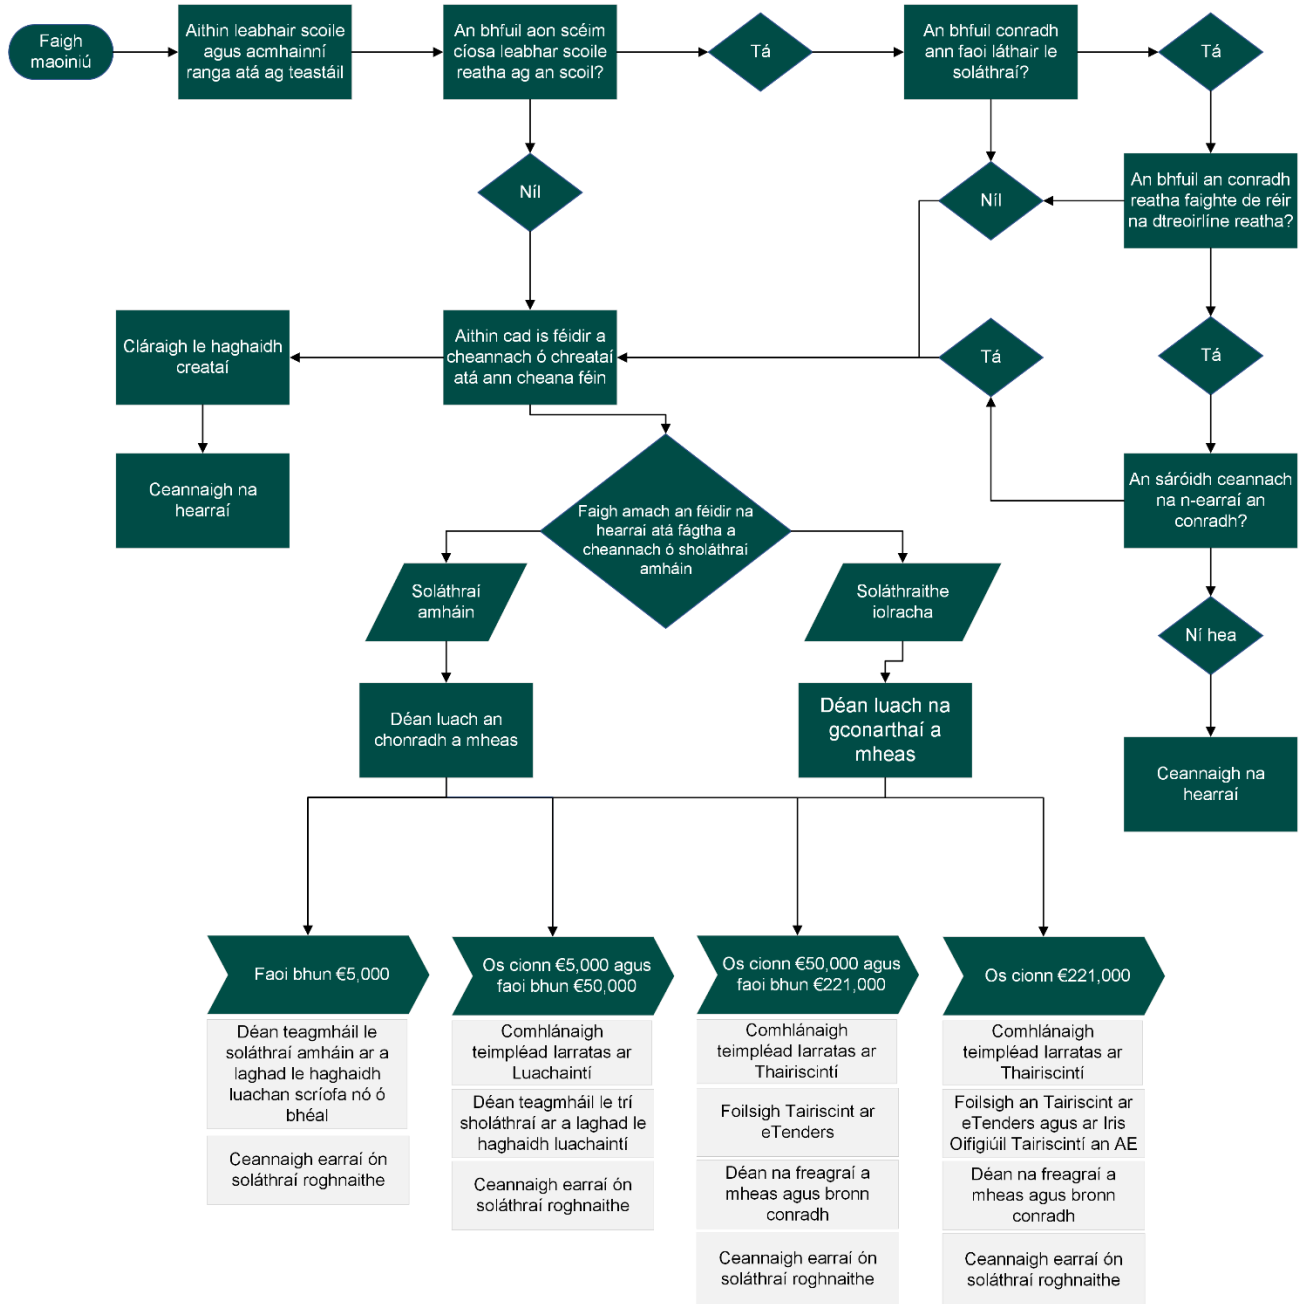 Faigh
maoiniú
Aithin leabhair scoile
agus acmhainní
ranga atá ag teastáil
An bhfuil aon scéim
cíosa leabhar scoile
reatha ag an scoil?
Tá
An bhfuil conradh
ann faoi láthair le
soláthraí?
Tá
Níl
Níl
An bhfuil an conradh
reatha faighte de réir
na dtreoirlíne reatha?
Cláraigh le haghaidh
creataí
Aithin cad is féidir a
cheannach ó chreataí
atá ann cheana féin
Tá
Tá
Ceannaigh na
hearraí
Faigh amach an féidir na
hearraí atá fágtha a
cheannach ó sholáthraí
amháin
An sáróidh ceannach
na n-earraí an
conradh?
Soláthraí
amháin
Soláthraithe
iolracha
Ní hea
Déan luach an
chonradh a mheas
Déan luach na
gconarthaí a
mheas
Ceannaigh na
hearraí
Faoi bhun €5,000
Déan teagmháil le
soláthraí amháin ar a
laghad le haghaidh
luachan scríofa nó ó
bhéal
Ceannaigh earraí ón
soláthraí roghnaithe
Os cionn €5,000 agus
faoi bhun €50,000
Comhlánaigh
teimpléad Iarratas ar
Luachaintí
Déan teagmháil le trí
sholáthraí ar a laghad le
haghaidh luachaintí
Ceannaigh earraí ón
soláthraí roghnaithe
Os cionn €50,000 agus
faoi bhun €221,000
Comhlánaigh
teimpléad Iarratas ar
Thairiscintí
Foilsigh Tairiscint ar
eTenders
Déan na freagraí a
mheas agus bronn
conradh
Ceannaigh earraí ón
soláthraí roghnaithe
Os cionn €221,000
Comhlánaigh
teimpléad Iarratas ar
Thairiscintí
Foilsigh an Tairiscint ar
eTenders agus ar Iris
Oifigiúil Tairiscintí an AE
Déan na freagraí a
mheas agus bronn
conradh
Ceannaigh earraí ón
soláthraí roghnaithe